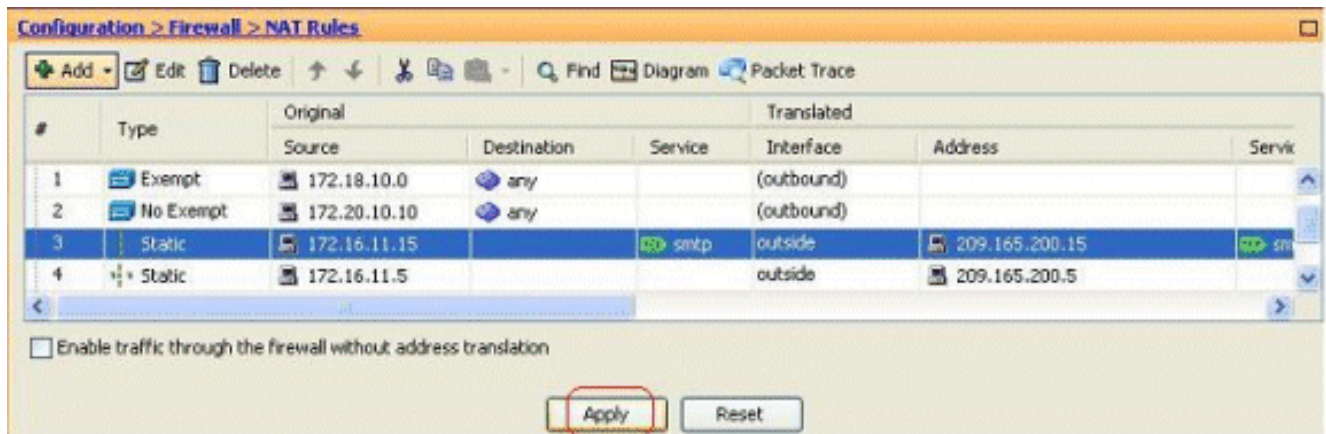 Configuration > Firewall > NAT Rules
Add Edit Delete Find Diagram Packet Trace
# Type Original Translated
Source Destination Service Interface Address Servic
1 Exempt 172.18.10.0 any (outbound)
2 No Exempt 172.20.10.10 any (outbound)
3 Static 172.16.11.15 smtp outside 209.165.200.15 sm
4 Static 172.16.11.5 outside 209.165.200.5
Enable traffic through the firewall without address translation
Apply Reset